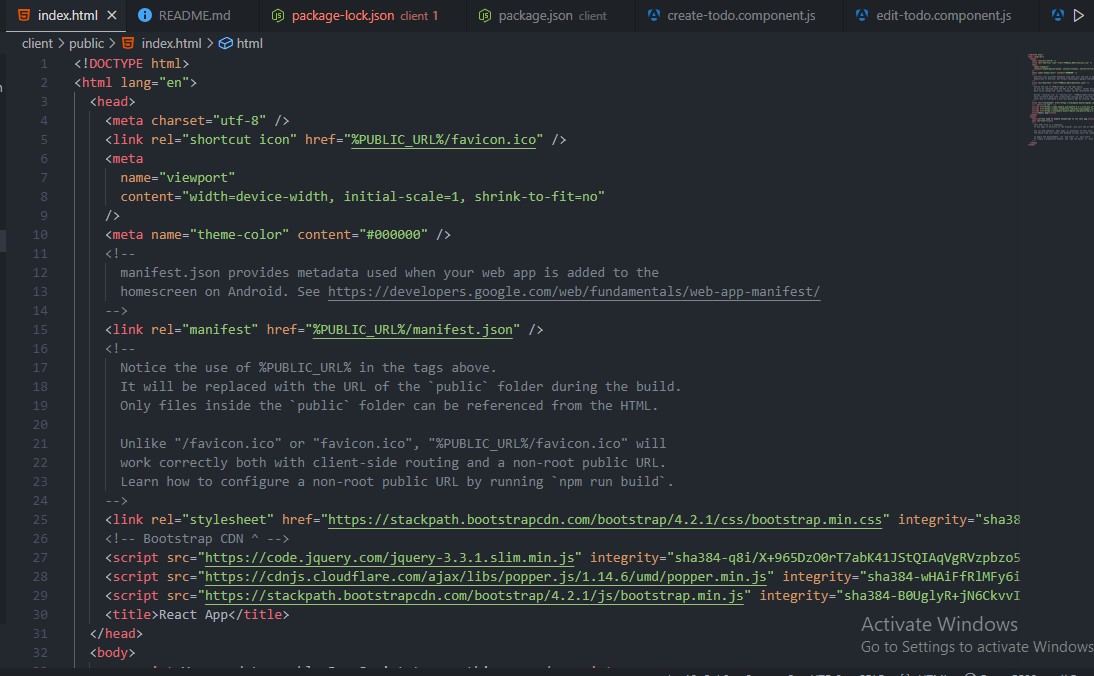 index.html
README.md
package-lock.json client 1
package.json client
create-todo.component.js
edit-todo.component.js
client > public > index.html > html
1 <!DOCTYPE html>
2 <html lang="en">
3 <head>
4 <meta charset="utf-8" />
5 <link rel="shortcut icon" href="%PUBLIC_URL%/favicon.ico" />
6 <meta
7 name="viewport"
8 content="width=device-width, initial-scale=1, shrink-to-fit=no"
9 />
10 <meta name="theme-color" content="#000000" />
11 <!--
12 manifest.json provides metadata used when your web app is added to the
13 homescreen on Android. See https://developers.google.com/web/fundamentals/web-app-manifest/
14 -->
15 <link rel="manifest" href="%PUBLIC_URL%/manifest.json" />
16 <!--
17 Notice the use of %PUBLIC_URL% in the tags above.
18 It will be replaced with the URL of the `public` folder during the build.
19 Only files inside the `public` folder can be referenced from the HTML.
20
21 Unlike "/favicon.ico" or "favicon.ico", "%PUBLIC_URL%/favicon.ico" will
22 work correctly both with client-side routing and a non-root public URL.
23 Learn how to configure a non-root public URL by running `npm run build`.
24 -->
25 <link rel="stylesheet" href="https://stackpath.bootstrapcdn.com/bootstrap/4.2.1/css/bootstrap.min.css" integrity="sha38
26 <!-- Bootstrap CDN ^ -->
27 <script src="https://code.jquery.com/jquery-3.3.1.slim.min.js" integrity="sha384-q8i/X+965DzO0rT7abK41JStQIAqVgRVzpbzo5
28 <script src="https://cdnjs.cloudflare.com/ajax/libs/popper.js/1.14.6/umd/popper.min.js" integrity="sha384-wHAiFfRlMFy6i
29 <script src="https://stackpath.bootstrapcdn.com/bootstrap/4.2.1/js/bootstrap.min.js" integrity="sha384-B0UglyR+jN6CkvvI
30 <title>React App</title>
31 </head>
32 <body>
Activate Windows
Go to Settings to activate Windows